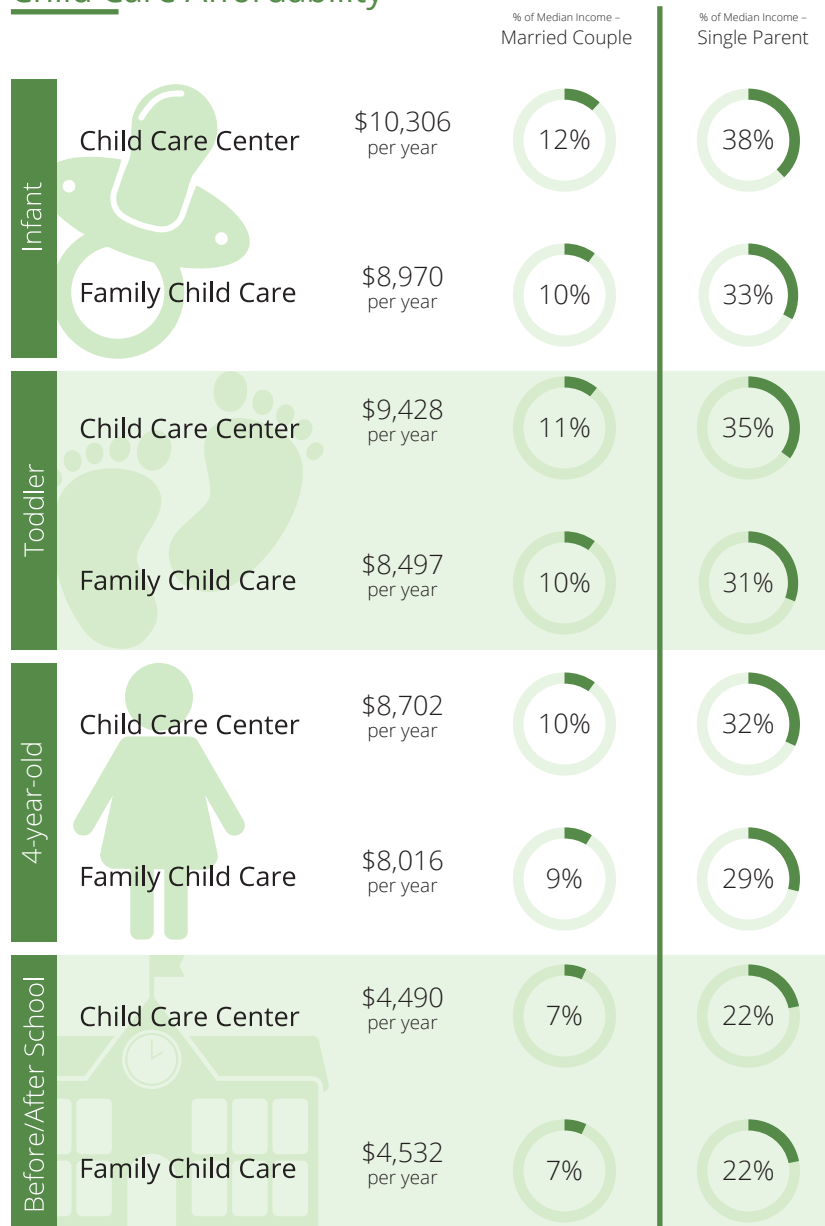 Child Care Affordability
% of Median Income –
Married Couple
% of Median Income –
Single Parent
Infant
Child Care Center
$10,306
per year
12%
38%
Family Child Care
$8,970
per year
10%
33%
Toddler
Child Care Center
$9,428
per year
11%
35%
Family Child Care
$8,497
per year
10%
31%
4-year-old
Child Care Center
$8,702
per year
10%
32%
Family Child Care
$8,016
per year
9%
29%
Before/After School
Child Care Center
$4,490
per year
7%
22%
Family Child Care
$4,532
per year
7%
22%